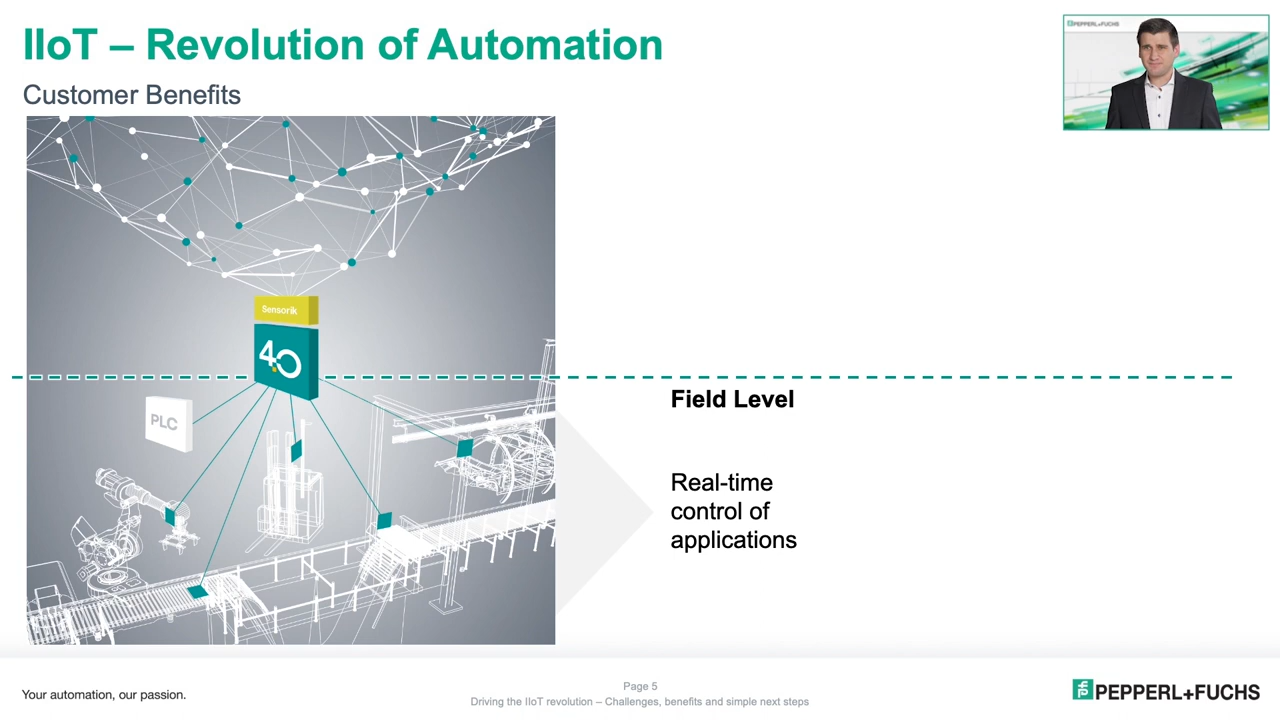 IIoT – Revolution of Automation
Customer Benefits
PEPPERL+FUCHS
Sensorik
4.0
PLC
Field Level
Real-time
control of
applications
Your automation, our passion.
Page 5
Driving the IIoT revolution – Challenges, benefits and simple next steps
PEPPERL+FUCHS